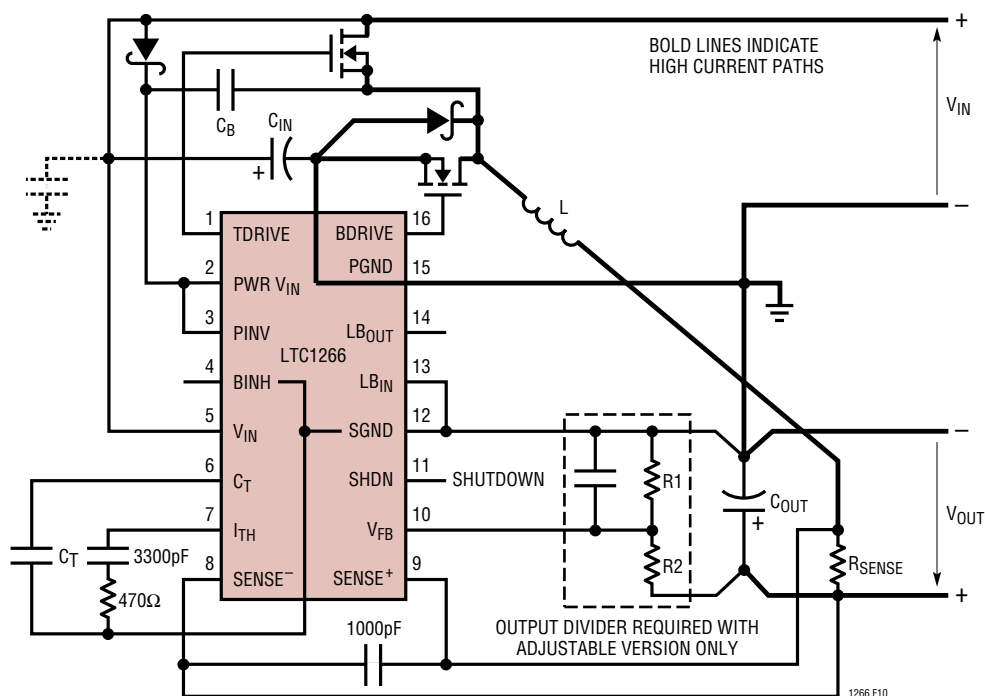 +
BOLD LINES INDICATE
HIGH CURRENT PATHS
V_IN
C_B
C_IN
+
–
L
1
TDRIVE
BDRIVE
16
2
PWR V_IN
PGND
15
3
PINV
LB_OUT
14
LTC1266
4
BINH
LB_IN
13
5
V_IN
SGND
12
–
6
C_T
SHDN
11
SHUTDOWN
R1
C_OUT
+
V_OUT
7
I_TH
V_FB
10
C_T
3300pF
8
SENSE⁻
SENSE⁺
9
R2
R_SENSE
470Ω
+
1000pF
OUTPUT DIVIDER REQUIRED WITH
ADJUSTABLE VERSION ONLY
1266 F10